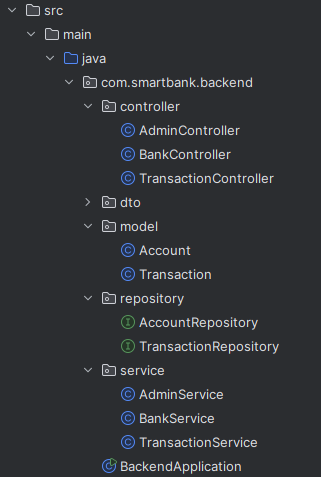 src
main
java
com.smartbank.backend
controller
AdminController
BankController
TransactionController
dto
model
Account
Transaction
repository
AccountRepository
TransactionRepository
service
AdminService
BankService
TransactionService
BackendApplication